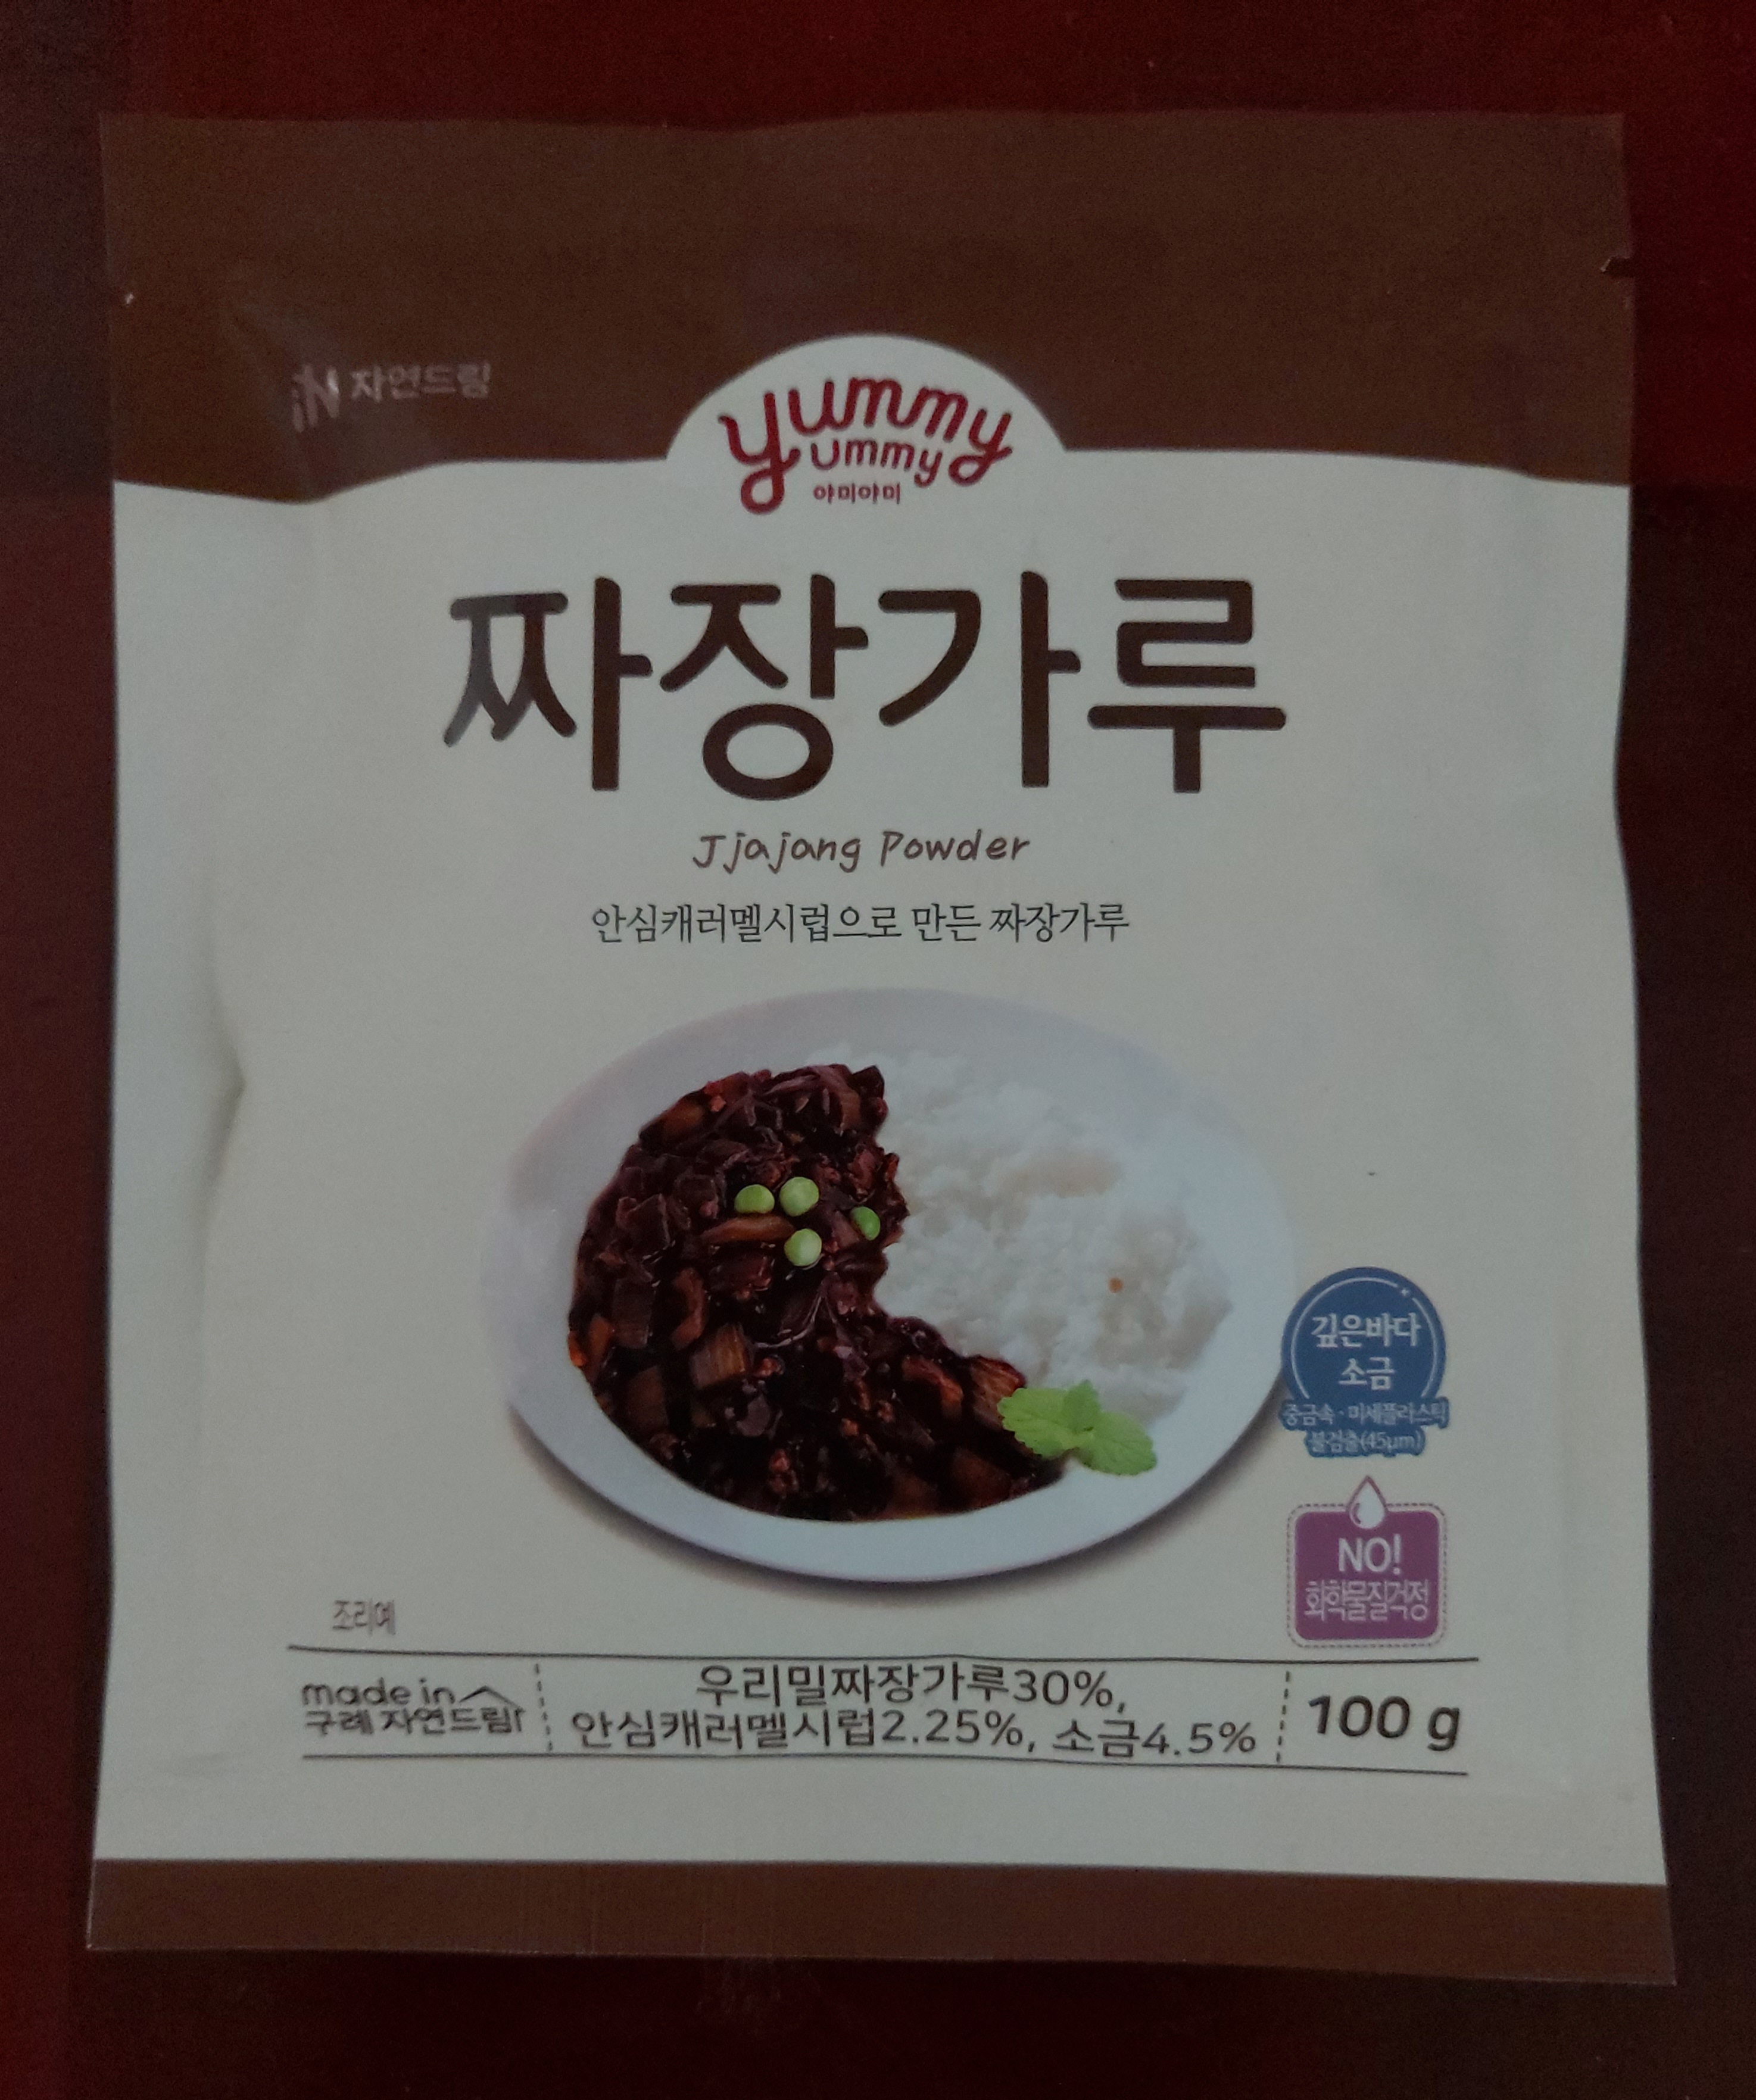 iN 자연드림
yummy
ummy
야미야미
짜장가루
Jjajang Powder
안심캐러멜시럽으로 만든 짜장가루
깊은바다
소금
중금속·미세플라스틱
불검출(45μm)
NO!
화학물질걱정
조리예
made in
구례 자연드림
우리밀짜장가루30%,
안심캐러멜시럽2.25%, 소금4.5%
100 g